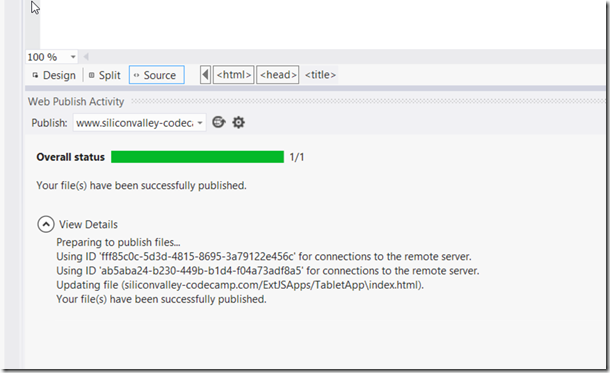 100 %
Design Split Source <html> <head> <title>
Web Publish Activity
Publish: www.siliconvalley-codeca
Overall status 1/1
Your file(s) have been successfully published.
View Details
Preparing to publish files...
Using ID 'fff85c0c-5d3d-4815-8695-3a79122e456c' for connections to the remote server.
Using ID 'ab5aba24-b230-449b-b1d4-f04a73adf8a5' for connections to the remote server.
Updating file (siliconvalley-codecamp.com/ExtJSApps/TabletApp\index.html).
Your file(s) have been successfully published.